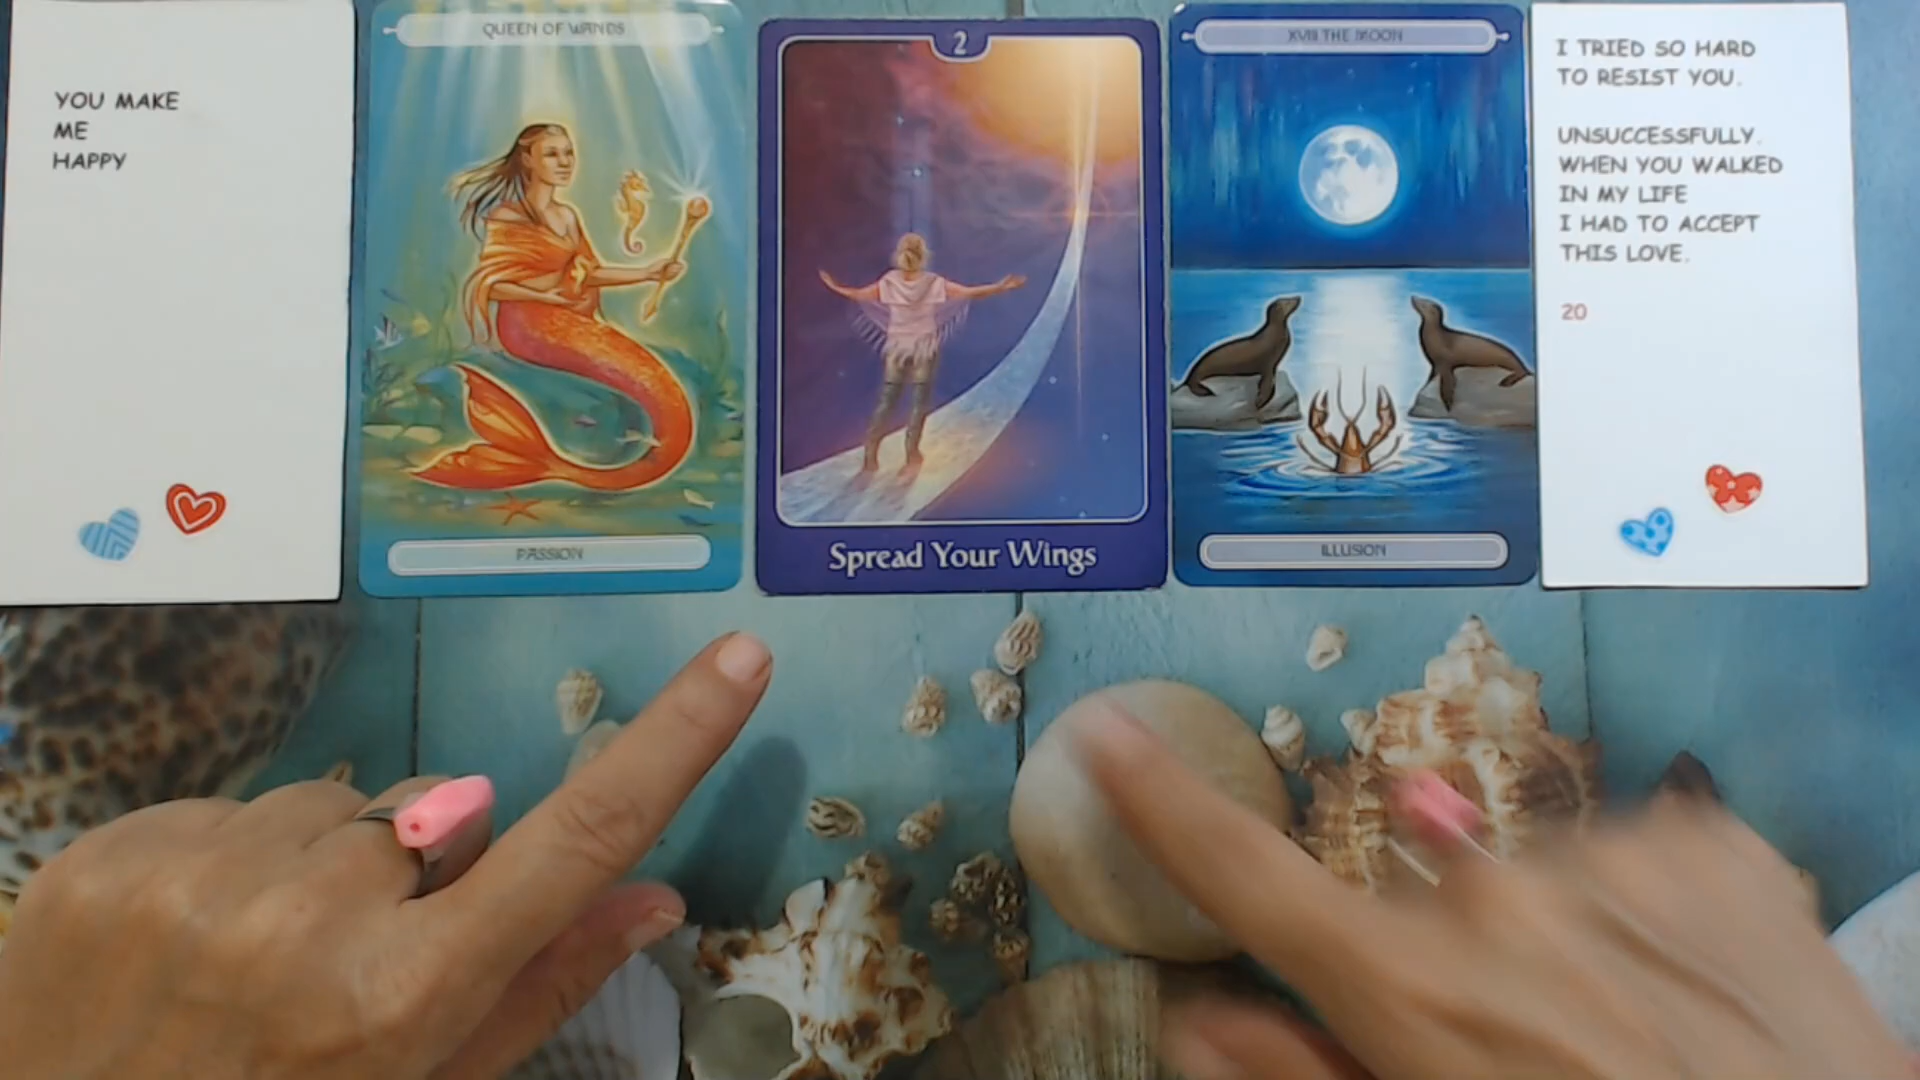 YOU MAKE
ME
HAPPY
QUEEN OF WANDS
PASSION
2
Spread Your Wings
XVIII THE MOON
ILLUSION
I TRIED SO HARD
TO RESIST YOU.
UNSUCCESSFULLY.
WHEN YOU WALKED
IN MY LIFE
I HAD TO ACCEPT
THIS LOVE.
20